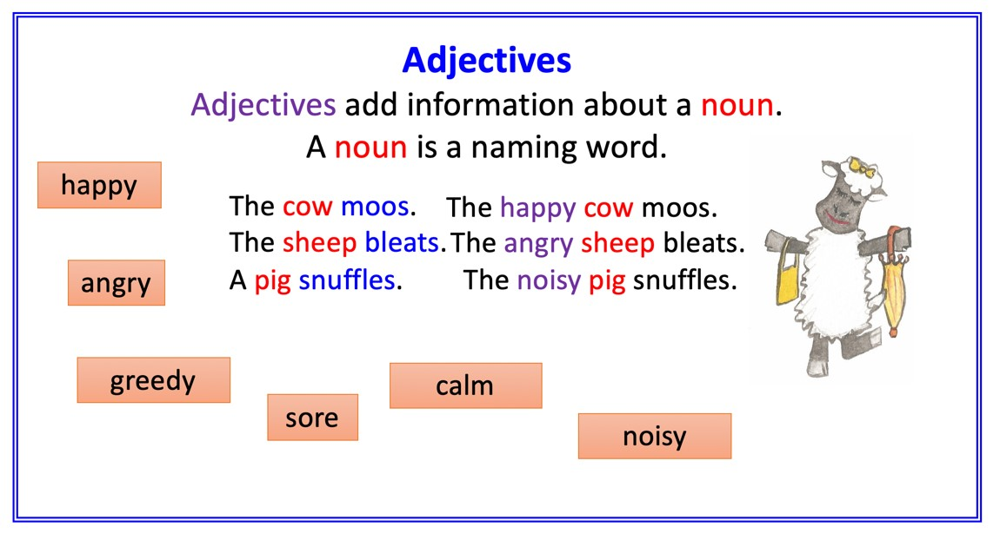 Adjectives
Adjectives add information about a noun.
A noun is a naming word.
happy
The cow moos. The happy cow moos.
The sheep bleats. The angry sheep bleats.
A pig snuffles. The noisy pig snuffles.
angry
greedy
calm
sore
noisy